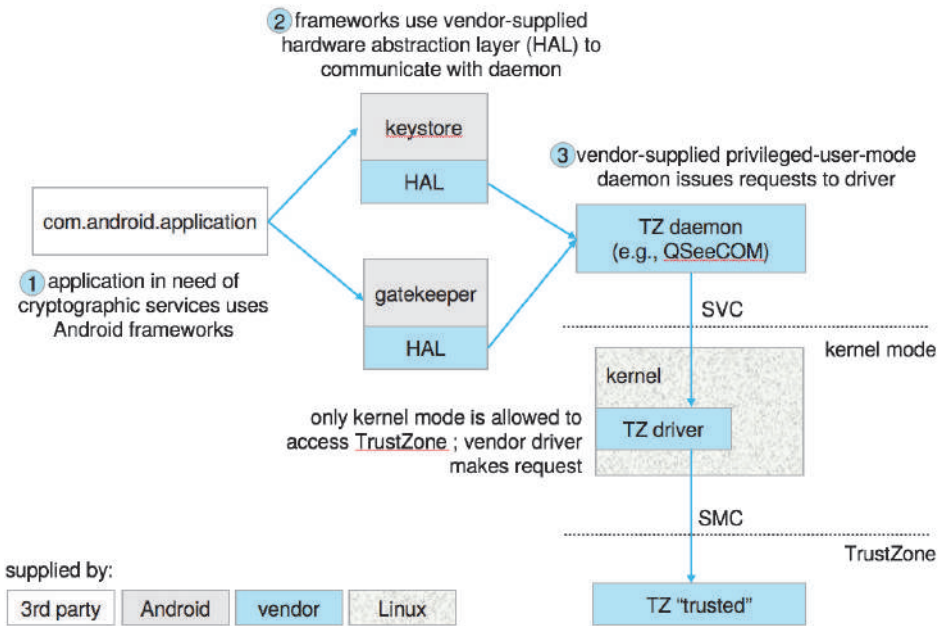 2 frameworks use vendor-supplied
hardware abstraction layer (HAL) to
communicate with daemon
keystore
HAL
3 vendor-supplied privileged-user-mode
daemon issues requests to driver
com.android.application
TZ daemon
(e.g., QSeeCOM)
1 application in need of
cryptographic services uses
Android frameworks
gatekeeper
HAL
SVC
kernel mode
kernel
only kernel mode is allowed to
access TrustZone ; vendor driver
makes request
TZ driver
SMC
TrustZone
supplied by:
3rd party
Android
vendor
Linux
TZ “trusted”